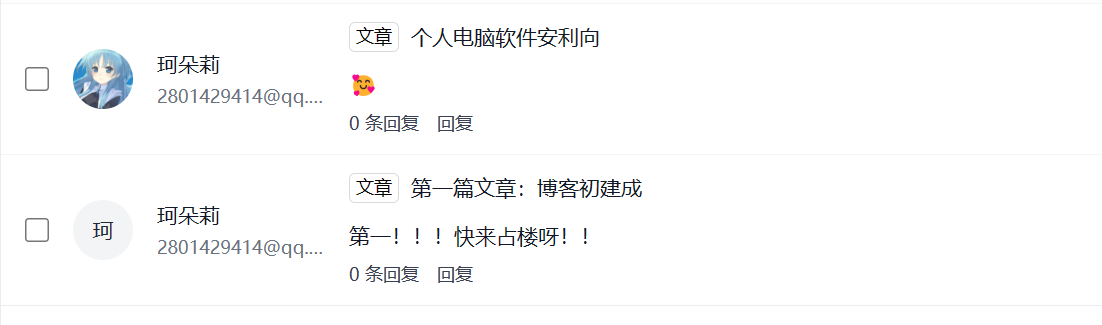 文章 个人电脑软件安利向
珂朵莉
2801429414@qq....
🥰
0 条回复 回复
文章 第一篇文章：博客初建成
珂
珂朵莉
2801429414@qq....
第一！！！快来占楼呀！！
0 条回复 回复